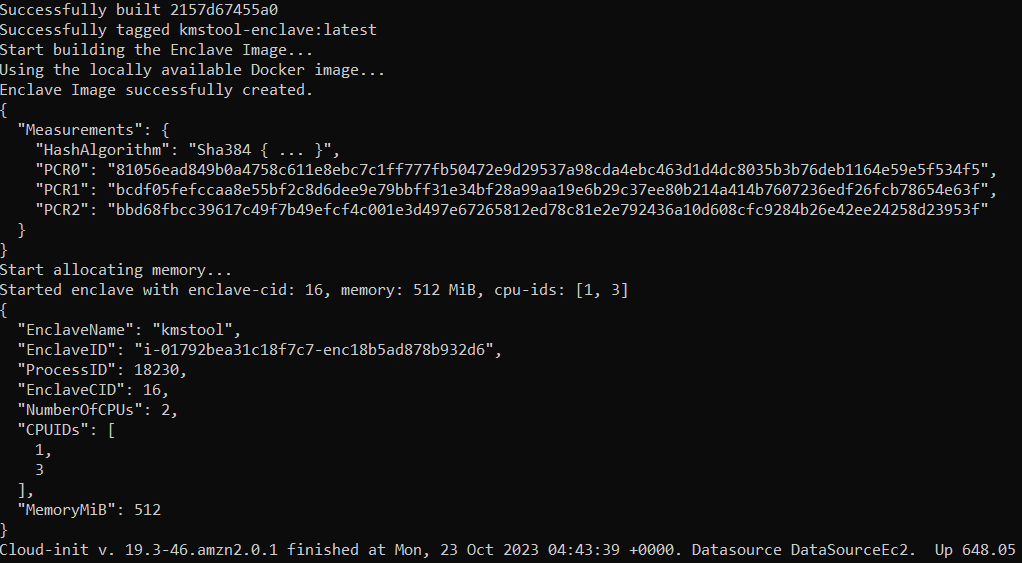 Successfully built 2157d67455a0
Successfully tagged kmstool-enclave:latest
Start building the Enclave Image...
Using the locally available Docker image...
Enclave Image successfully created.
{
  "Measurements": {
    "HashAlgorithm": "Sha384 { ... }",
    "PCR0": "81056ead849b0a4758c611e8ebc7c1ff777fb50472e9d29537a98cda4ebc463d1d4dc8035b3b76deb1164e59e5f534f5",
    "PCR1": "bcdf05fefccaa8e55bf2c8d6dee9e79bbff31e34bf28a99aa19e6b29c37ee80b214a414b7607236edf26fcb78654e63f",
    "PCR2": "bbd68fbcc39617c49f7b49efcf4c001e3d497e67265812ed78c81e2e792436a10d608cfc9284b26e42ee24258d23953f"
  }
}
Start allocating memory...
Started enclave with enclave-cid: 16, memory: 512 MiB, cpu-ids: [1, 3]
{
  "EnclaveName": "kmstool",
  "EnclaveID": "i-01792bea31c18f7c7-enc18b5ad878b932d6",
  "ProcessID": 18230,
  "EnclaveCID": 16,
  "NumberOfCPUs": 2,
  "CPUIDs": [
    1,
    3
  ],
  "MemoryMiB": 512
}
Cloud-init v. 19.3-46.amzn2.0.1 finished at Mon, 23 Oct 2023 04:43:39 +0000. Datasource DataSourceEc2.  Up 648.05